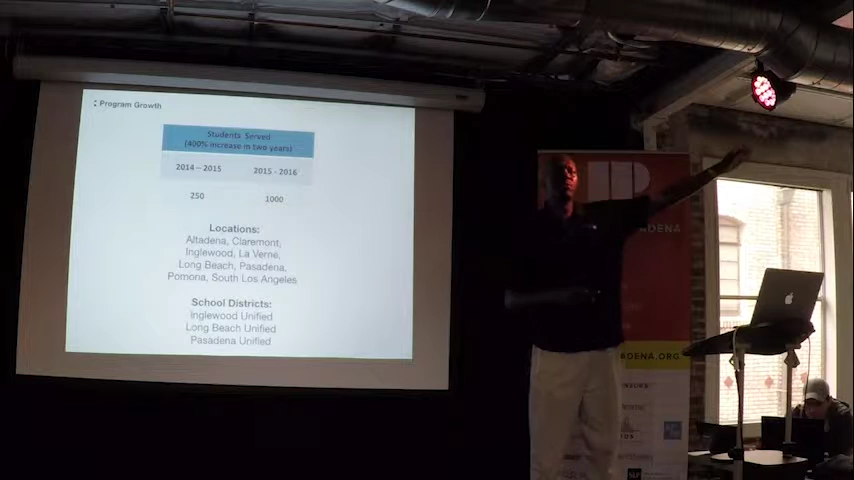 : Program Growth
Students Served
(400% increase in two years)
2014 – 2015 2015 - 2016
250 1000
Locations:
Altadena, Claremont,
Inglewood, La Verne,
Long Beach, Pasadena,
Pomona, South Los Angeles
School Districts:
Inglewood Unified
Long Beach Unified
Pasadena Unified
ADENA
ADENA.ORG